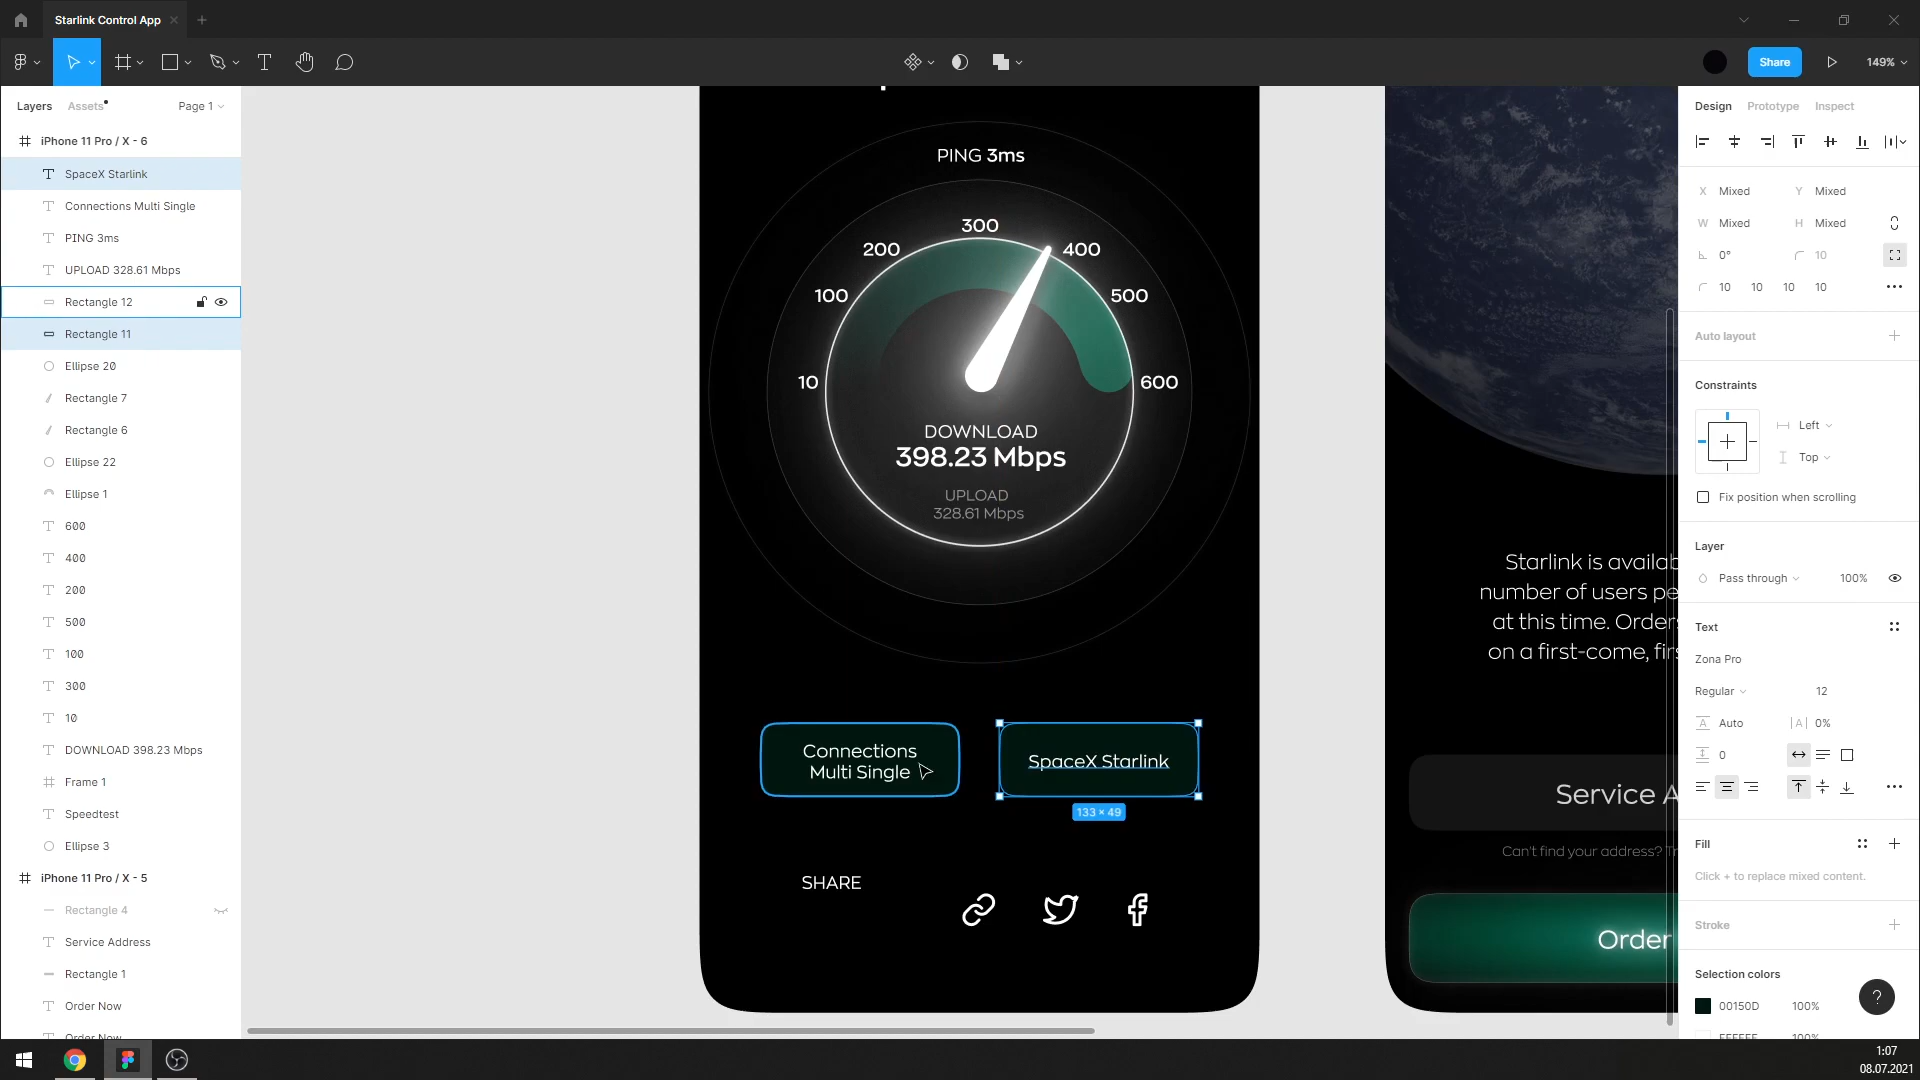 Starlink Control App
Share
149%
Layers
Assets
Page 1
iPhone 11 Pro / X - 6
SpaceX Starlink
Connections Multi Single
PING 3ms
UPLOAD 328.61 Mbps
Rectangle 12
Rectangle 11
Ellipse 20
Rectangle 7
Rectangle 6
Ellipse 22
Ellipse 1
600
400
200
500
100
300
10
DOWNLOAD 398.23 Mbps
Frame 1
Speedtest
Ellipse 3
iPhone 11 Pro / X - 5
Rectangle 4
Service Address
Rectangle 1
Order Now
Order Now
PING 3ms
300
200
400
100
500
10
600
DOWNLOAD
398.23 Mbps
UPLOAD
328.61 Mbps
Connections
Multi Single
SpaceX Starlink
133 × 49
SHARE
Starlink is availab
number of users pe
at this time. Orders
on a first-come, firs
Service A
Can't find your address? Tr
Order
Design
Prototype
Inspect
X Mixed
Y Mixed
W Mixed
H Mixed
0°
10
10
10
10
10
Auto layout
Constraints
Left
Top
Fix position when scrolling
Layer
Pass through
100%
Text
Zona Pro
Regular
12
Auto
0%
0
Fill
Click + to replace mixed content.
Stroke
Selection colors
00150D
100%
FFFFFF
100%
?
1:07
08.07.2021